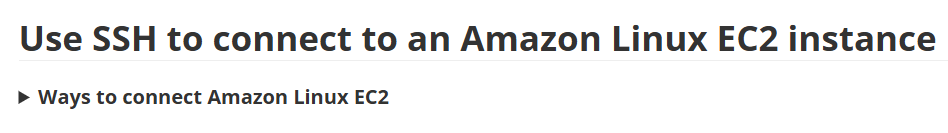 Use SSH to connect to an Amazon Linux EC2 instance
Ways to connect Amazon Linux EC2